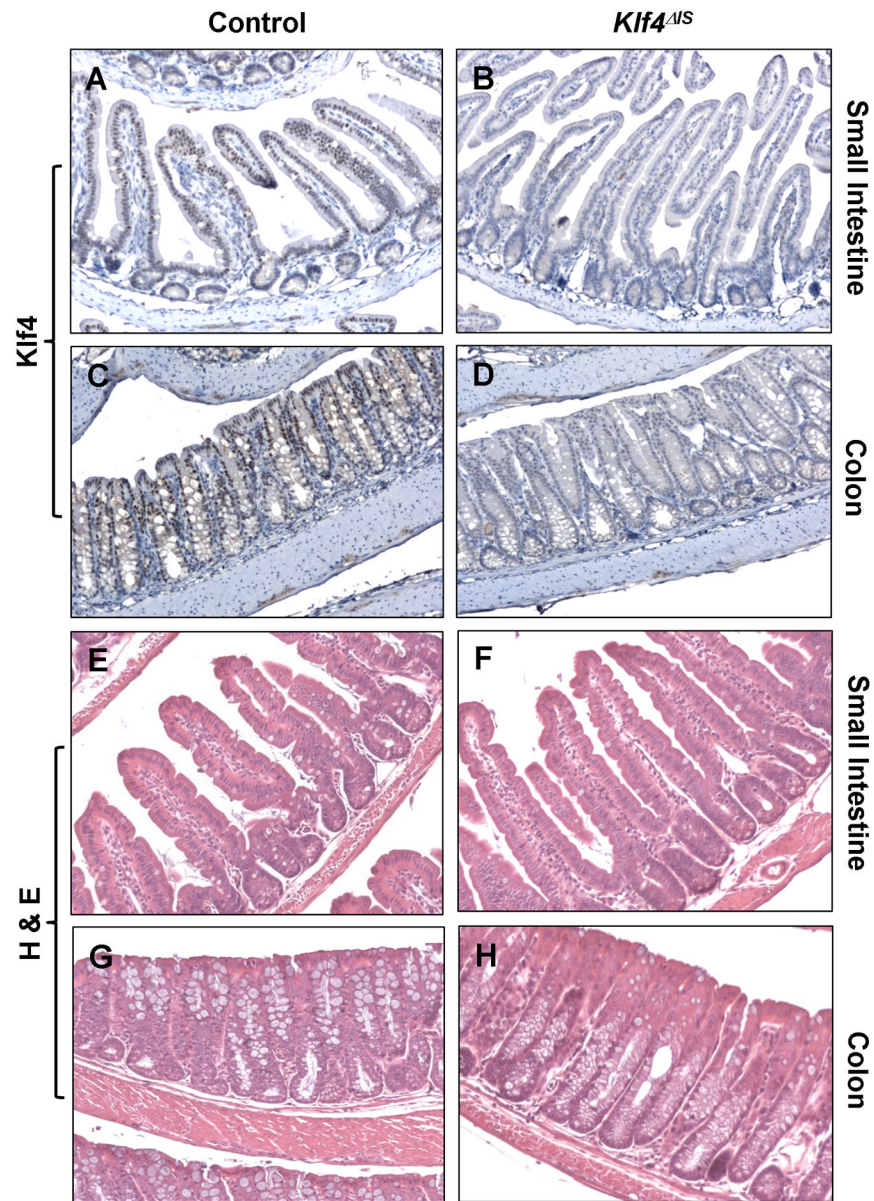 Control
Klf4ΔIS
A
B
Small Intestine
Klf4
C
D
Colon
E
F
Small Intestine
H & E
G
H
Colon